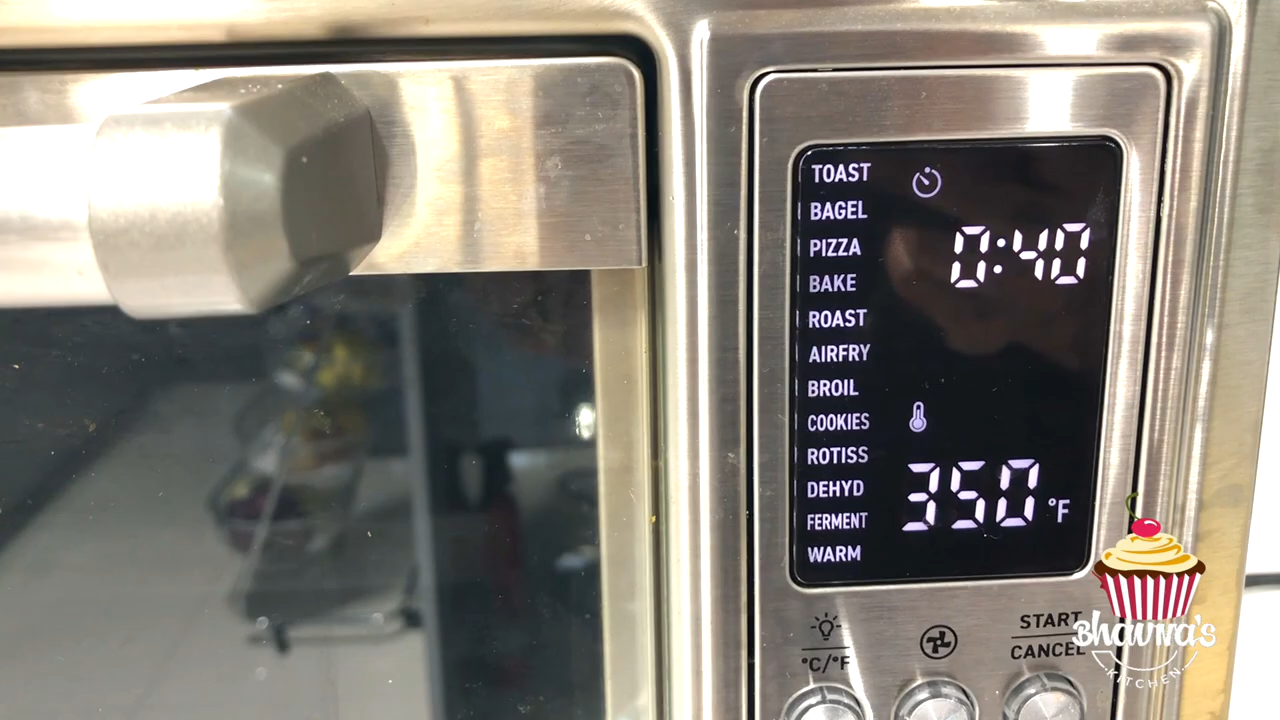 TOAST
BAGEL
0:40
PIZZA
BAKE
ROAST
AIRFRY
BROIL
COOKIES
ROTISS
350 °F
DEHYD
FERMENT
WARM
°C/°F
START
CANCEL
Bhavna's
KITCHEN